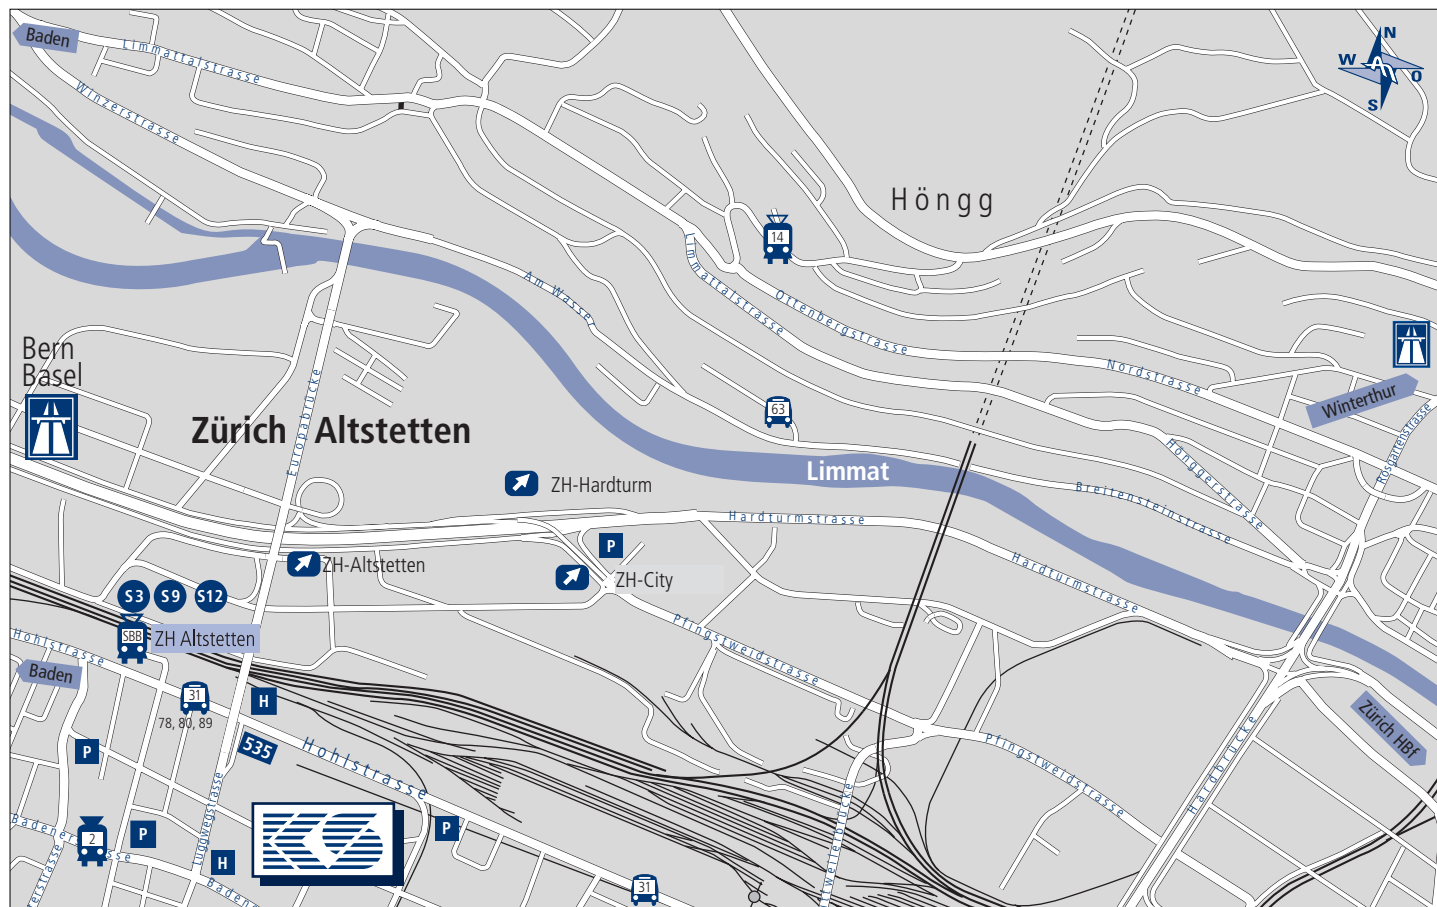 Baden
Limmattalstrasse
Winzerstrasse
N
W
O
S
Höngg
14
Am Wasser
Limmattalstrasse
Ottenbergstrasse
Nordstrasse
Bern
Basel
Winterthur
Europabrücke
Zürich Altstetten
63
Rosgartenstrasse
Limmat
Hönggerstrasse
Breitensteinstrasse
ZH-Hardturm
Hardturmstrasse
P
ZH-Altstetten
ZH-City
Hardturmstrasse
S3
S9
S12
SBB
ZH Altstetten
Hohlstrasse
Baden
31
78, 80, 89
H
535
Hohlstrasse
Pfingstweidstrasse
Pfingstweidstrasse
Hardbrücke
Zürich HBf
P
P
P
2
Luggwegstrasse
H
31